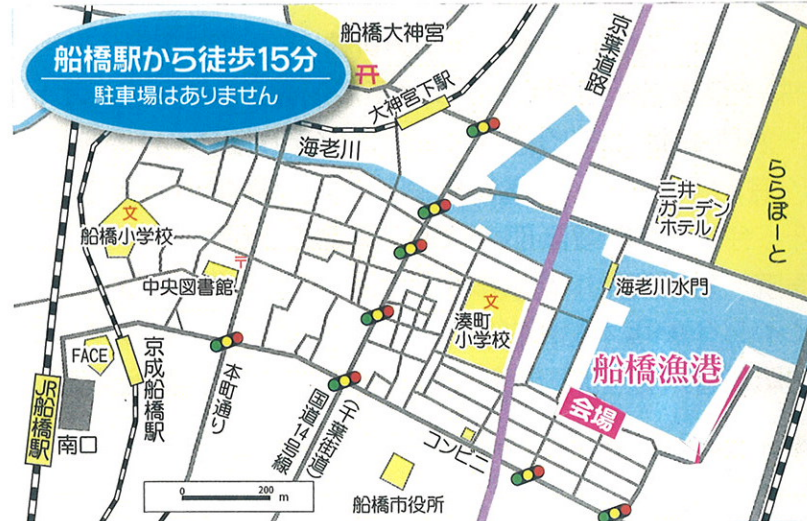 船橋駅から徒歩15分
駐車場はありません
船橋大神宮
大神宮下駅
京葉道路
海老川
三井
ガーデン
ホテル
ららぽーと
文
船橋小学校
〒
中央図書館
海老川水門
文
湊町
小学校
FACE
京成船橋駅
本町通り
船橋漁港
会場
JR船橋駅
南口
(千葉街道)
国道14号線
コンビニ
0 200 m
船橋市役所